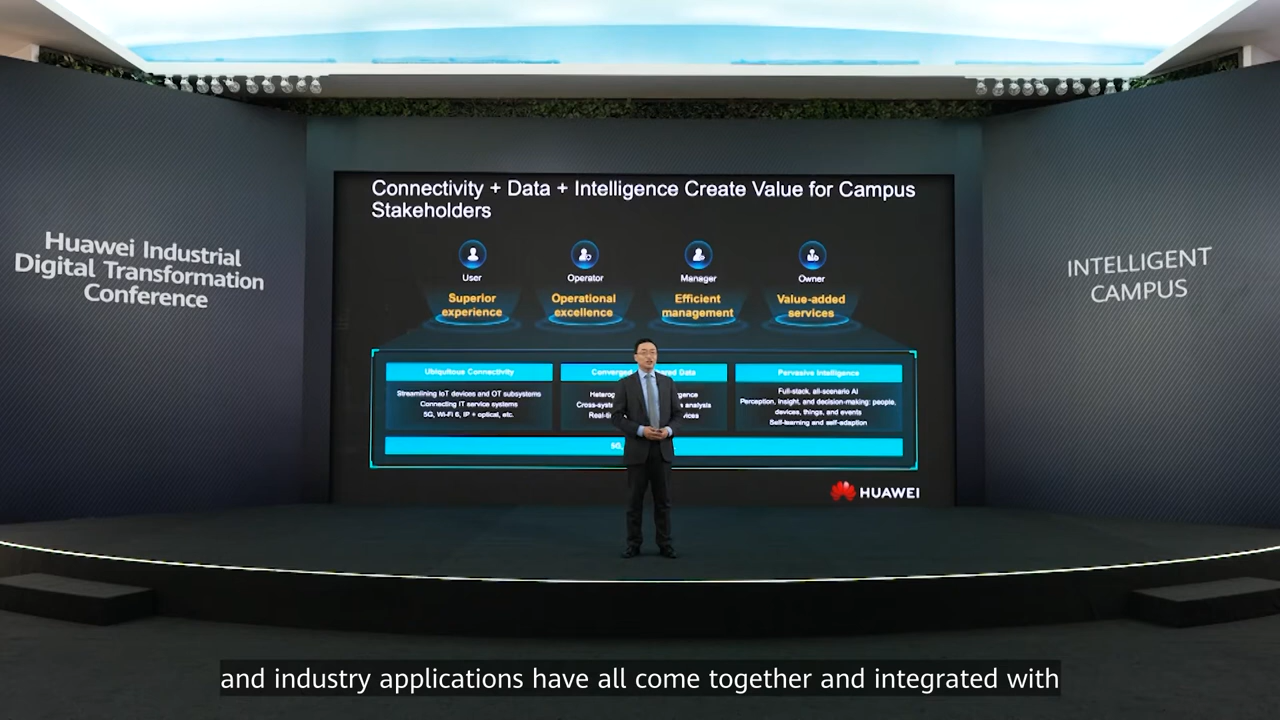 Huawei Industrial
Digital Transformation
Conference
INTELLIGENT
CAMPUS
Connectivity + Data + Intelligence Create Value for Campus
Stakeholders
User
Operator
Manager
Owner
Superior
experience
Operational
excellence
Efficient
management
Value-added
services
Ubiquitous Connectivity
Streamlining IoT devices and OT subsystems
Connecting IT service systems
5G, Wi-Fi 6, IP + optical, etc.
Converged
Data
analysis
Pervasive Intelligence
Full-stack, all-scenario AI
Perception, insight, and decision-making: people,
devices, things, and events
Self-learning and self-adaption
5G,
HUAWEI
and industry applications have all come together and integrated with